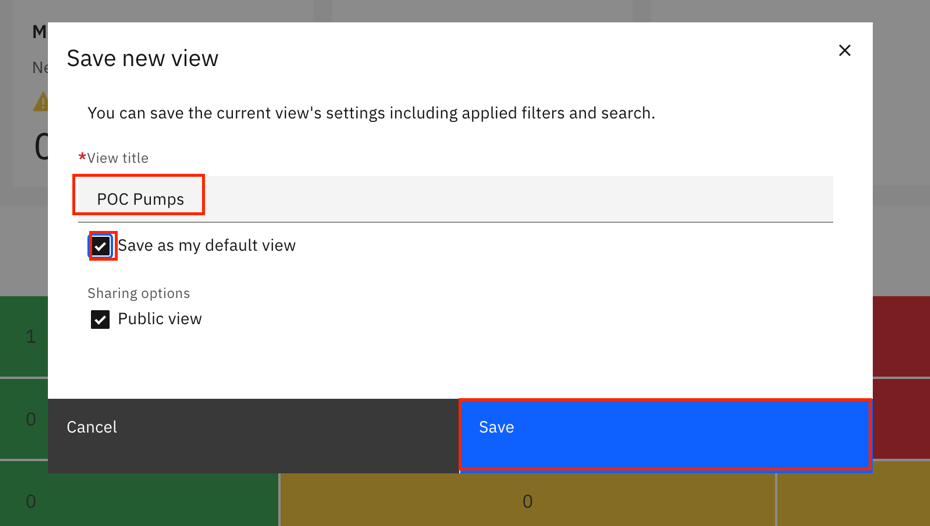 M
Ne
0
Save new view
You can save the current view's settings including applied filters and search.
*View title
POC Pumps
Save as my default view
Sharing options
Public view
Cancel
Save
1
0
0
0